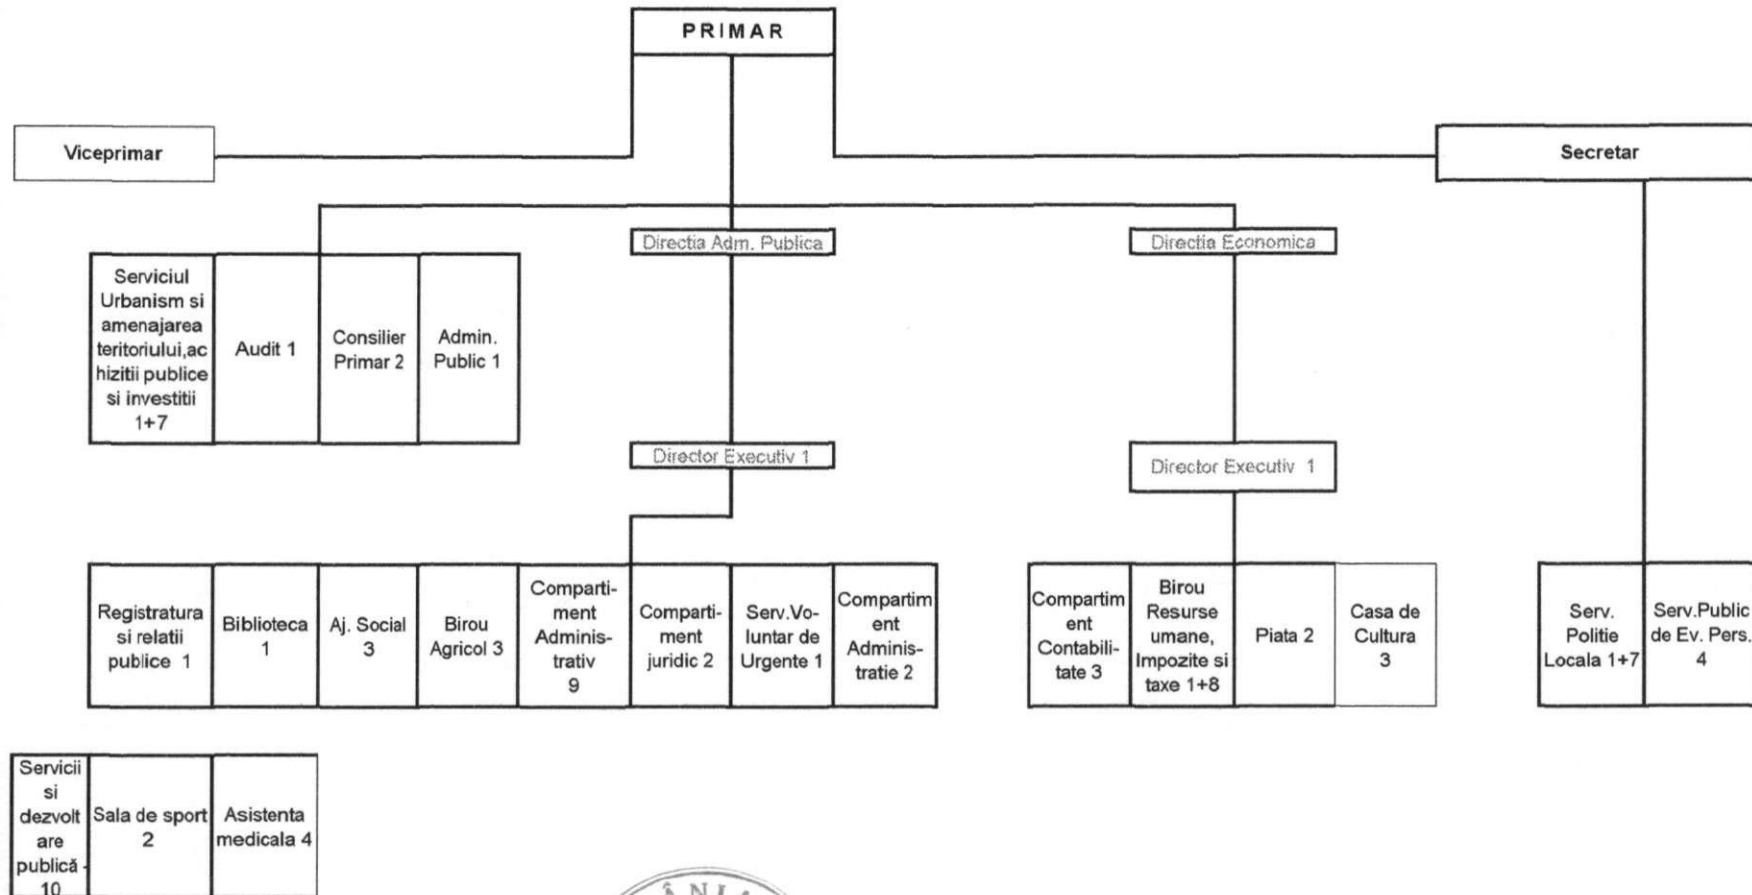 PRIMAR
Viceprimar
Secretar
Directia Adm. Publica
Directia Economica
Serviciul
Urbanism si
amenajarea
teritoriului,ac
hizitii publice
si investitii
1+7
Audit 1
Consilier
Primar 2
Admin.
Public 1
Director Executiv 1
Director Executiv 1
Registratura
si relatii
publice 1
Biblioteca
1
Aj. Social
3
Birou
Agricol 3
Comparti-
ment
Adminis-
trativ
9
Comparti-
ment
juridic 2
Serv.Vo-
luntar de
Urgente 1
Compartim
ent
Adminis-
tratie 2
Compartim
ent
Contabili-
tate 3
Birou
Resurse
umane,
Impozite si
taxe 1+8
Piata 2
Casa de
Cultura
3
Serv.
Politie
Locala 1+7
Serv.Public
de Ev. Pers.
4
Servicii
si
dezvolt
are
publică -
10
Sala de sport
2
Asistenta
medicala 4